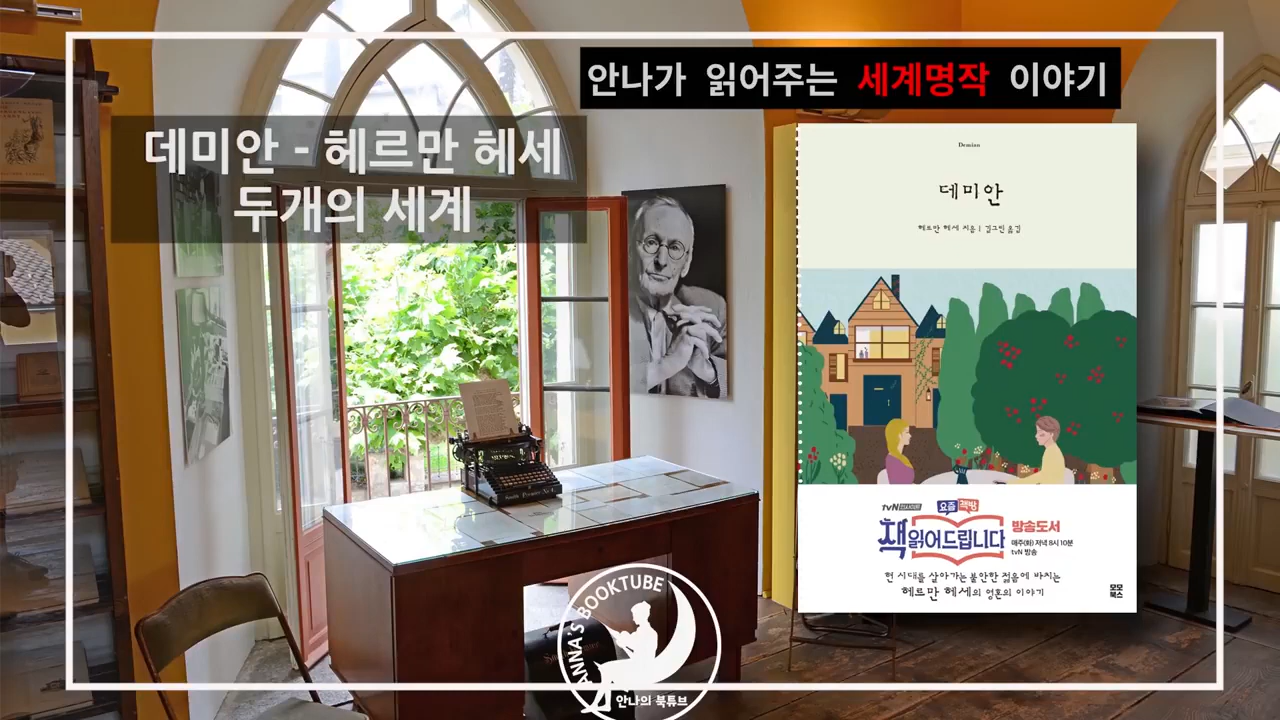 안나가 읽어주는 세계명작 이야기
데미안 - 헤르만 헤세
두개의 세계
Demian
데미안
헤르만 헤세 지음 | 김그린 옮김
tvN 인사이트
요즘책방
책읽어드립니다
방송도서
매주(화) 저녁 8시 10분
tvN 방송
현 시대를 살아가는 불안한 젊음에 바치는
헤르만 헤세의 영혼의 이야기
모모
북스
ANNA'S BOOKTUBE
안나의 북튜브